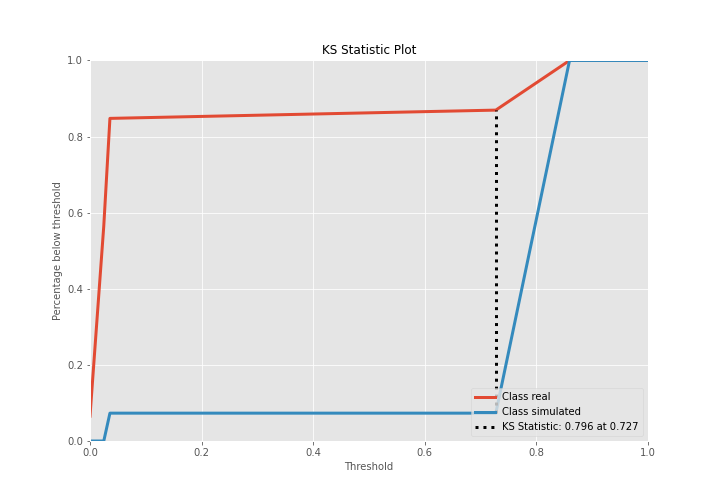 KS Statistic Plot
1.0
0.8
0.6
0.4
0.2
0.0
Percentage below threshold
0.0 0.2 0.4 0.6 0.8 1.0
Threshold
Class real
Class simulated
KS Statistic: 0.796 at 0.727